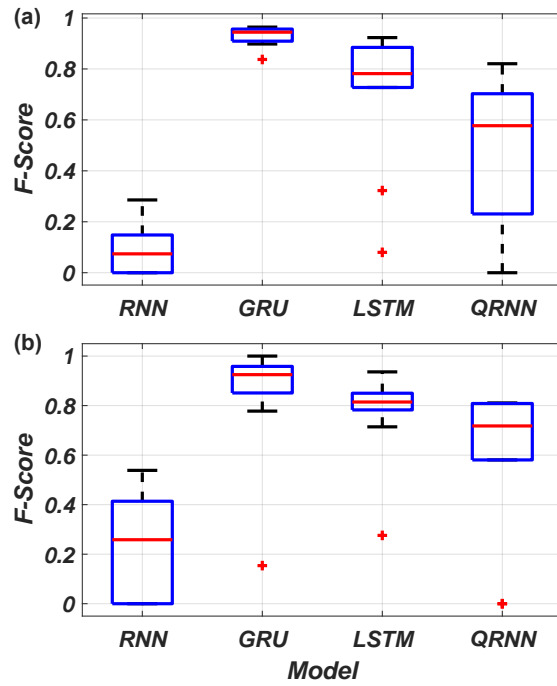 (a)
F-Score
1
0.8
0.6
0.4
0.2
0
RNN GRU LSTM QRNN
(b)
F-Score
1
0.8
0.6
0.4
0.2
0
RNN GRU LSTM QRNN
Model